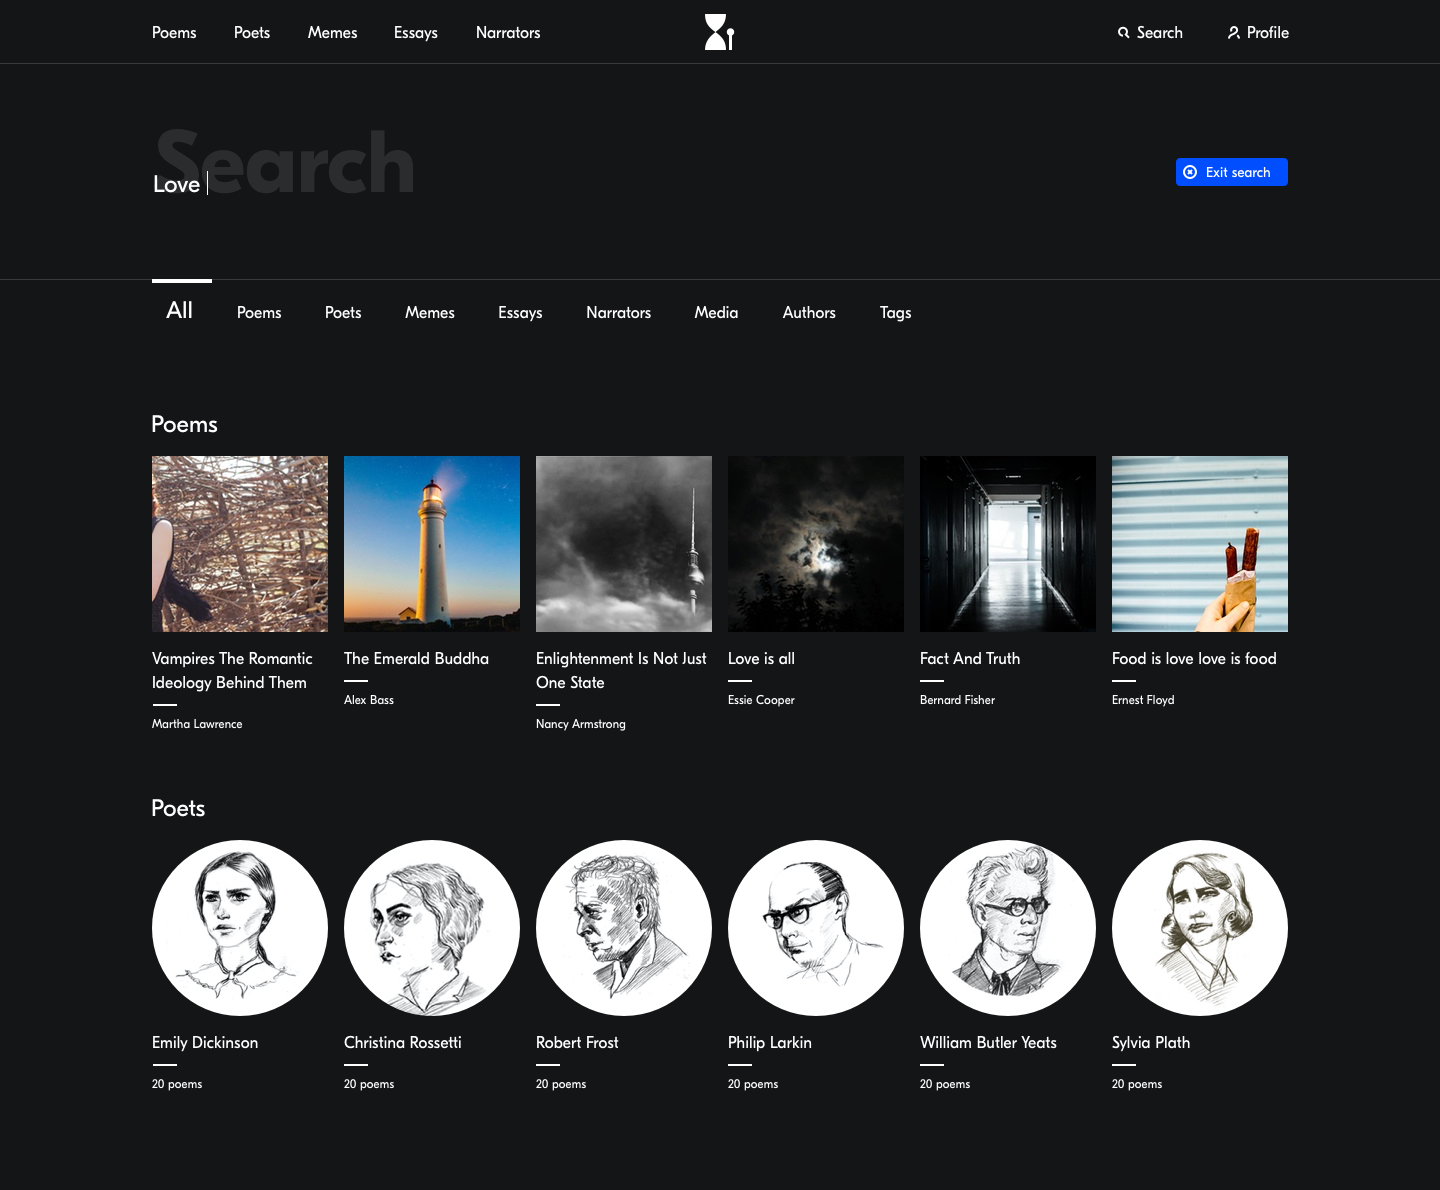 Poems Poets Memes Essays Narrators Search Profile
Search
Love
Exit search
All Poems Poets Memes Essays Narrators Media Authors Tags
Poems
Vampires The Romantic
Ideology Behind Them
Martha Lawrence
The Emerald Buddha
Alex Bass
Enlightenment Is Not Just
One State
Nancy Armstrong
Love is all
Essie Cooper
Fact And Truth
Bernard Fisher
Food is love love is food
Ernest Floyd
Poets
Emily Dickinson
20 poems
Christina Rossetti
20 poems
Robert Frost
20 poems
Philip Larkin
20 poems
William Butler Yeats
20 poems
Sylvia Plath
20 poems